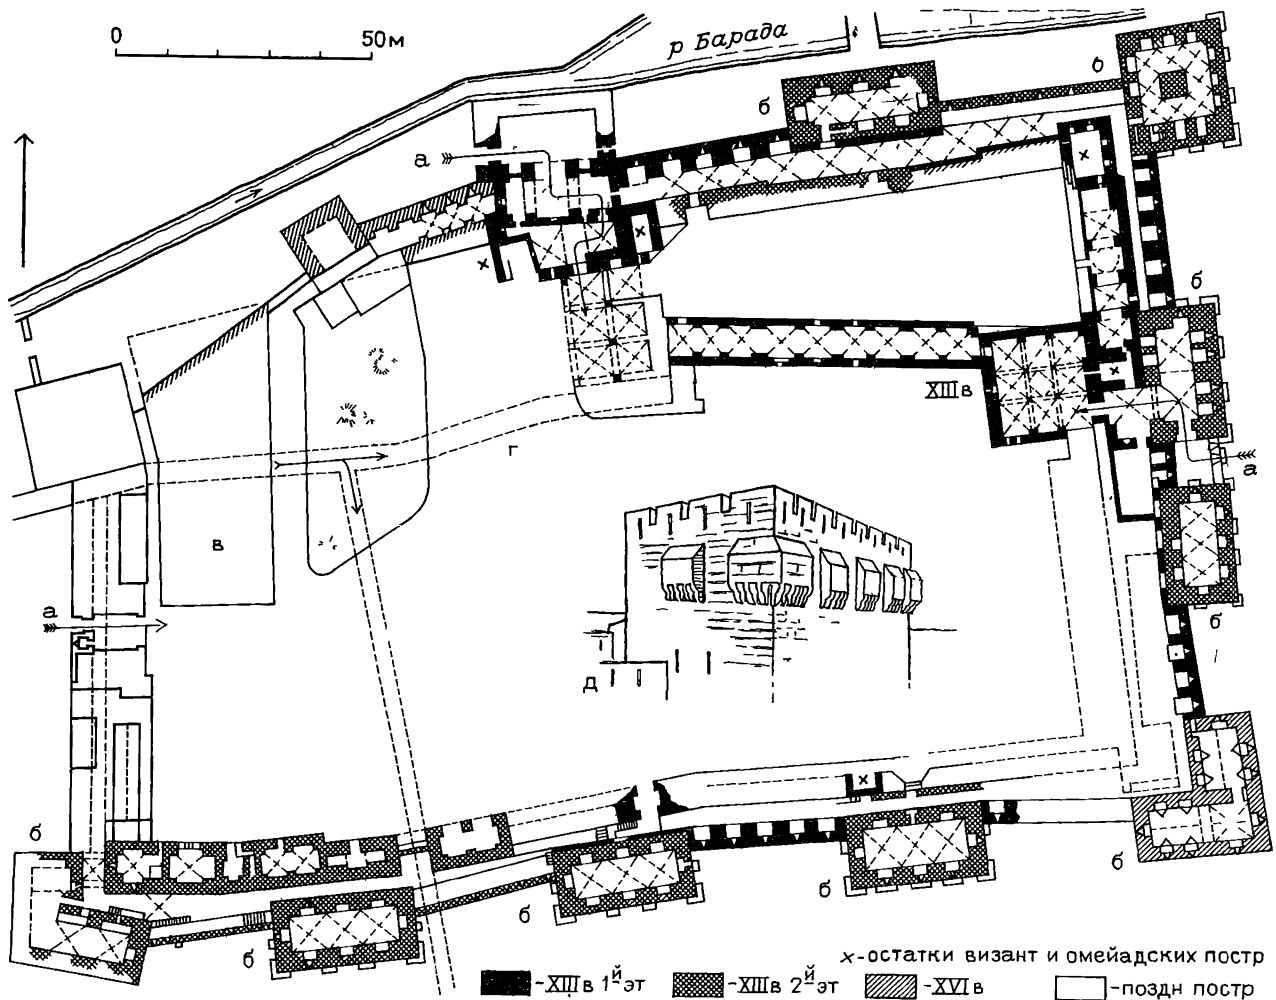 0 50м
р Барада
б
б
а
б
XIII в
г
а
в
а
д
б
б
б
б
б
б
х-остатки визант и омейадских постр
-XIII в 1й эт -XIII в 2й эт -XVI в -поздн постр